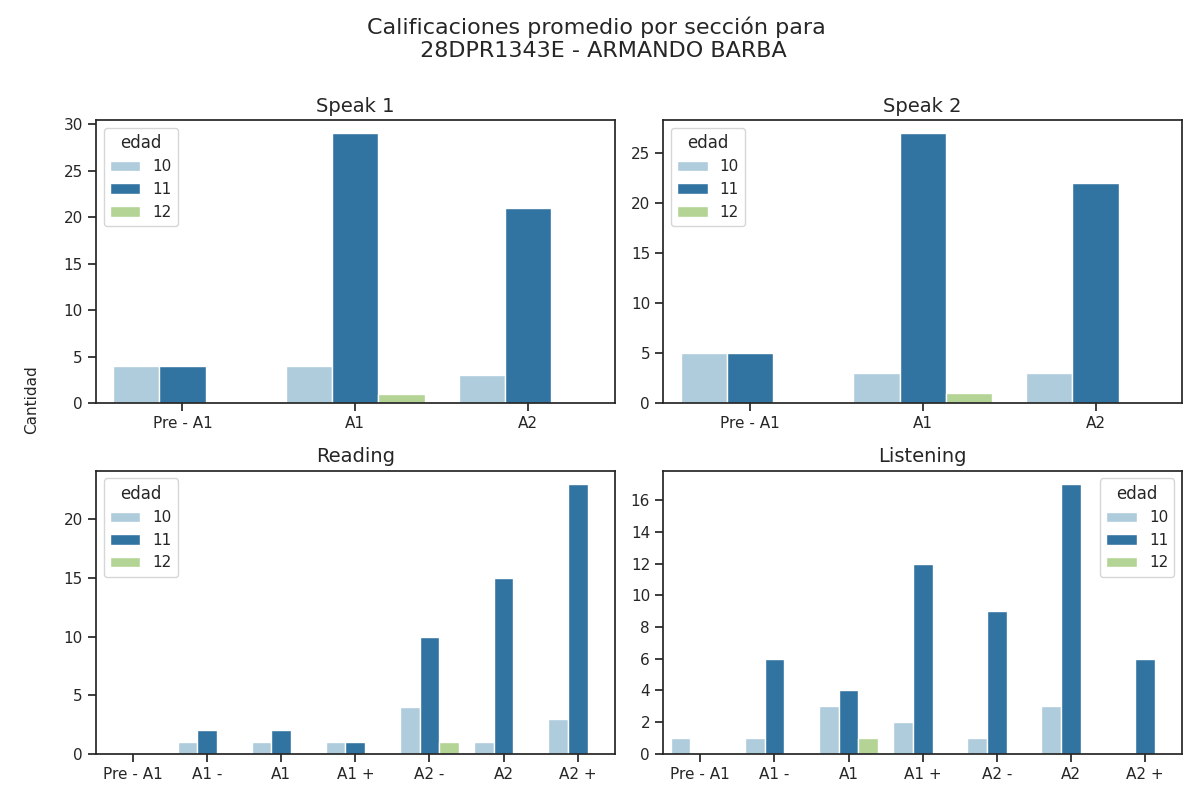 Calificaciones promedio por sección para
28DPR1343E - ARMANDO BARBA
Speak 1
30
25
20
15
10
5
0
edad
10
11
12
Pre - A1
A1
A2
Speak 2
25
20
15
10
5
0
edad
10
11
12
Pre - A1
A1
A2
Cantidad
Reading
20
15
10
5
0
edad
10
11
12
Pre - A1
A1 -
A1
A1 +
A2 -
A2
A2 +
Listening
16
14
12
10
8
6
4
2
0
edad
10
11
12
Pre - A1
A1 -
A1
A1 +
A2 -
A2
A2 +